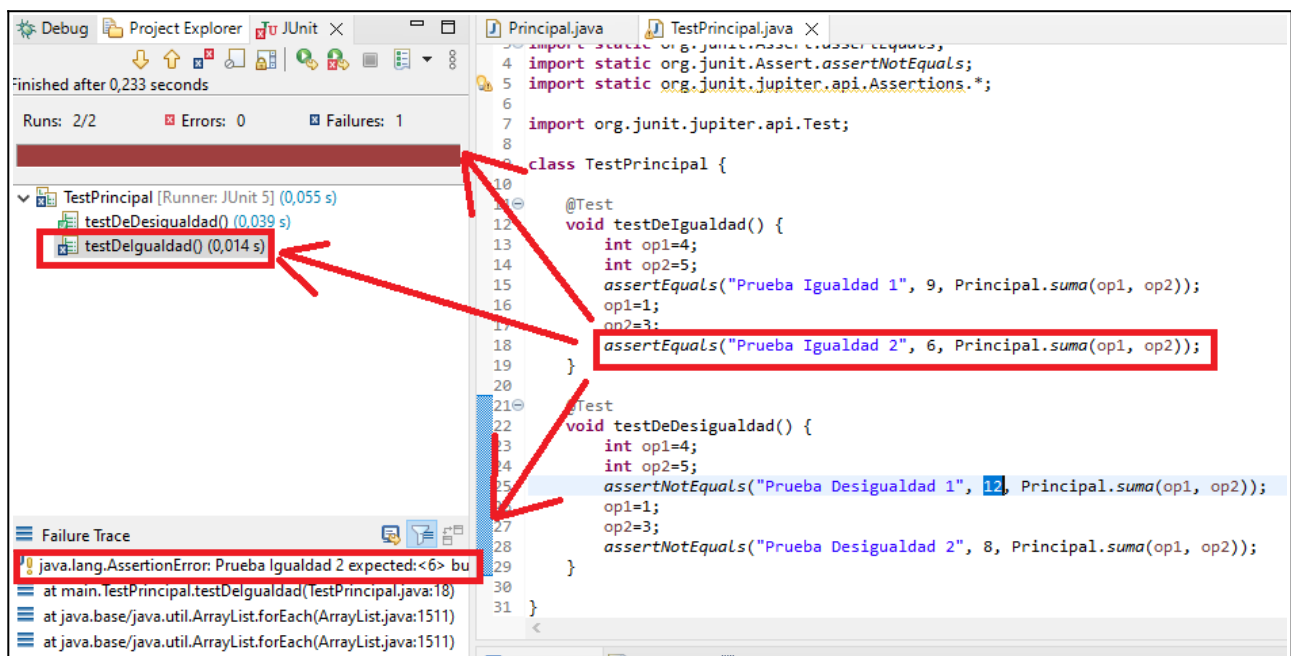 Debug Project Explorer JUnit
Finished after 0,233 seconds
Runs: 2/2 Errors: 0 Failures: 1
TestPrincipal [Runner: JUnit 5] (0,055 s)
testDeDesigualdad() (0,039 s)
testDeIgualdad() (0,014 s)
Failure Trace
java.lang.AssertionError: Prueba Igualdad 2 expected:<6> bu
at main.TestPrincipal.testDeIgualdad(TestPrincipal.java:18)
at java.base/java.util.ArrayList.forEach(ArrayList.java:1511)
at java.base/java.util.ArrayList.forEach(ArrayList.java:1511)
Principal.java TestPrincipal.java
3 import static org.junit.Assert.assertEquals;
4 import static org.junit.Assert.assertNotEquals;
5 import static org.junit.jupiter.api.Assertions.*;
6
7 import org.junit.jupiter.api.Test;
8
9 class TestPrincipal {
10
11 @Test
12 void testDeIgualdad() {
13 int op1=4;
14 int op2=5;
15 assertEquals("Prueba Igualdad 1", 9, Principal.suma(op1, op2));
16 op1=1;
17 op2=3;
18 assertEquals("Prueba Igualdad 2", 6, Principal.suma(op1, op2));
19 }
20
21 @Test
22 void testDeDesigualdad() {
23 int op1=4;
24 int op2=5;
25 assertNotEquals("Prueba Desigualdad 1", 12, Principal.suma(op1, op2));
26 op1=1;
27 op2=3;
28 assertNotEquals("Prueba Desigualdad 2", 8, Principal.suma(op1, op2));
29 }
30
31 }